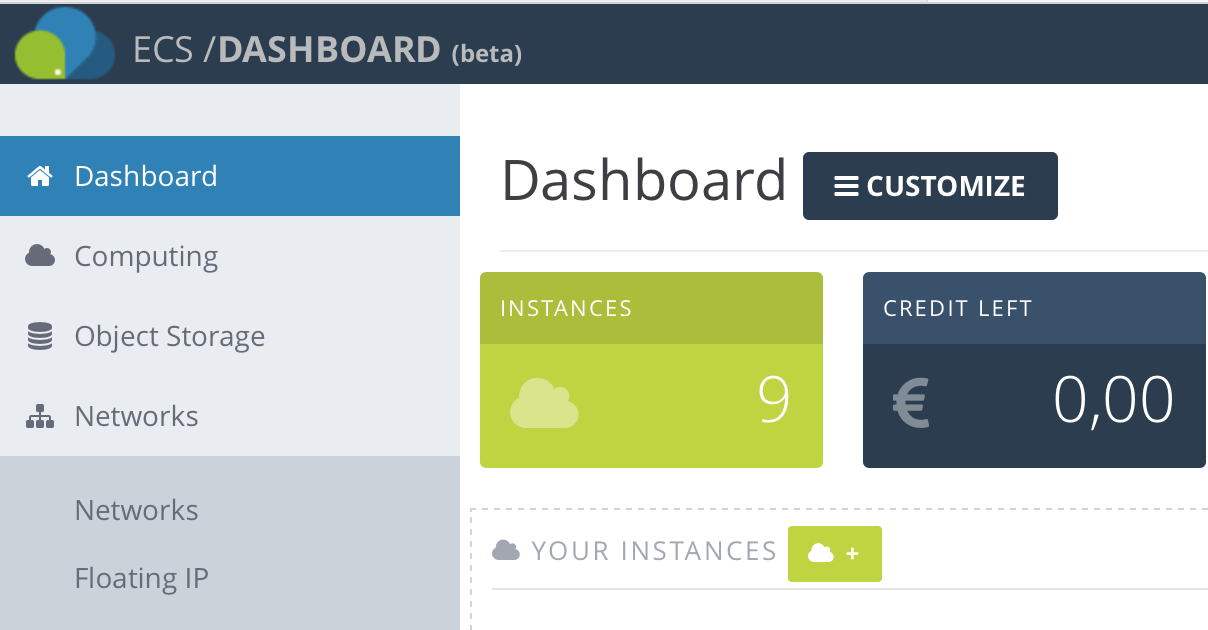 ECS /DASHBOARD (beta)
Dashboard
Computing
Object Storage
Networks
Networks
Floating IP
Dashboard CUSTOMIZE
INSTANCES
9
CREDIT LEFT
€ 0,00
YOUR INSTANCES +